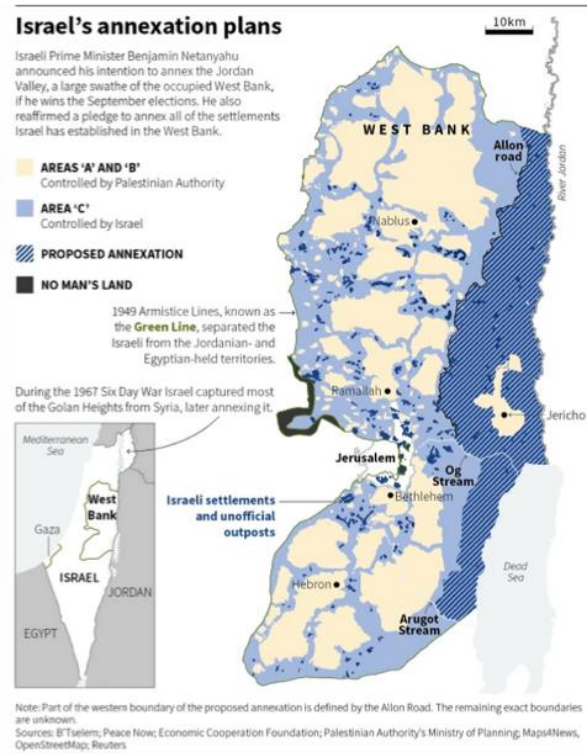 Israel's annexation plans
Israeli Prime Minister Benjamin Netanyahu
announced his intention to annex the Jordan
Valley, a large swathe of the occupied West Bank,
if he wins the September elections. He also
reaffirmed a pledge to annex all of the settlements
Israel has established in the West Bank.
AREAS ‘A’ AND ‘B’
Controlled by Palestinian Authority
AREA ‘C’
Controlled by Israel
PROPOSED ANNEXATION
NO MAN'S LAND
1949 Armistice Lines, known as
the Green Line, separated the
Israeli from the Jordanian- and
Egyptian-held territories.
During the 1967 Six Day War Israel captured most
of the Golan Heights from Syria, later annexing it.
Mediterranean
Sea
West
Bank
Gaza
ISRAEL
JORDAN
EGYPT
10km
WEST BANK
Allon
road
River Jordan
Nablus
Ramallah
Jericho
Jerusalem
Og
Stream
Israeli settlements
and unofficial
outposts
Bethlehem
Hebron
Dead
Sea
Arugot
Stream
Note: Part of the western boundary of the proposed annexation is defined by the Allon Road. The remaining exact boundaries
are unknown.
Sources: B'Tselem; Peace Now; Economic Cooperation Foundation; Palestinian Authority's Ministry of Planning; Maps4News,
OpenStreetMap; Reuters